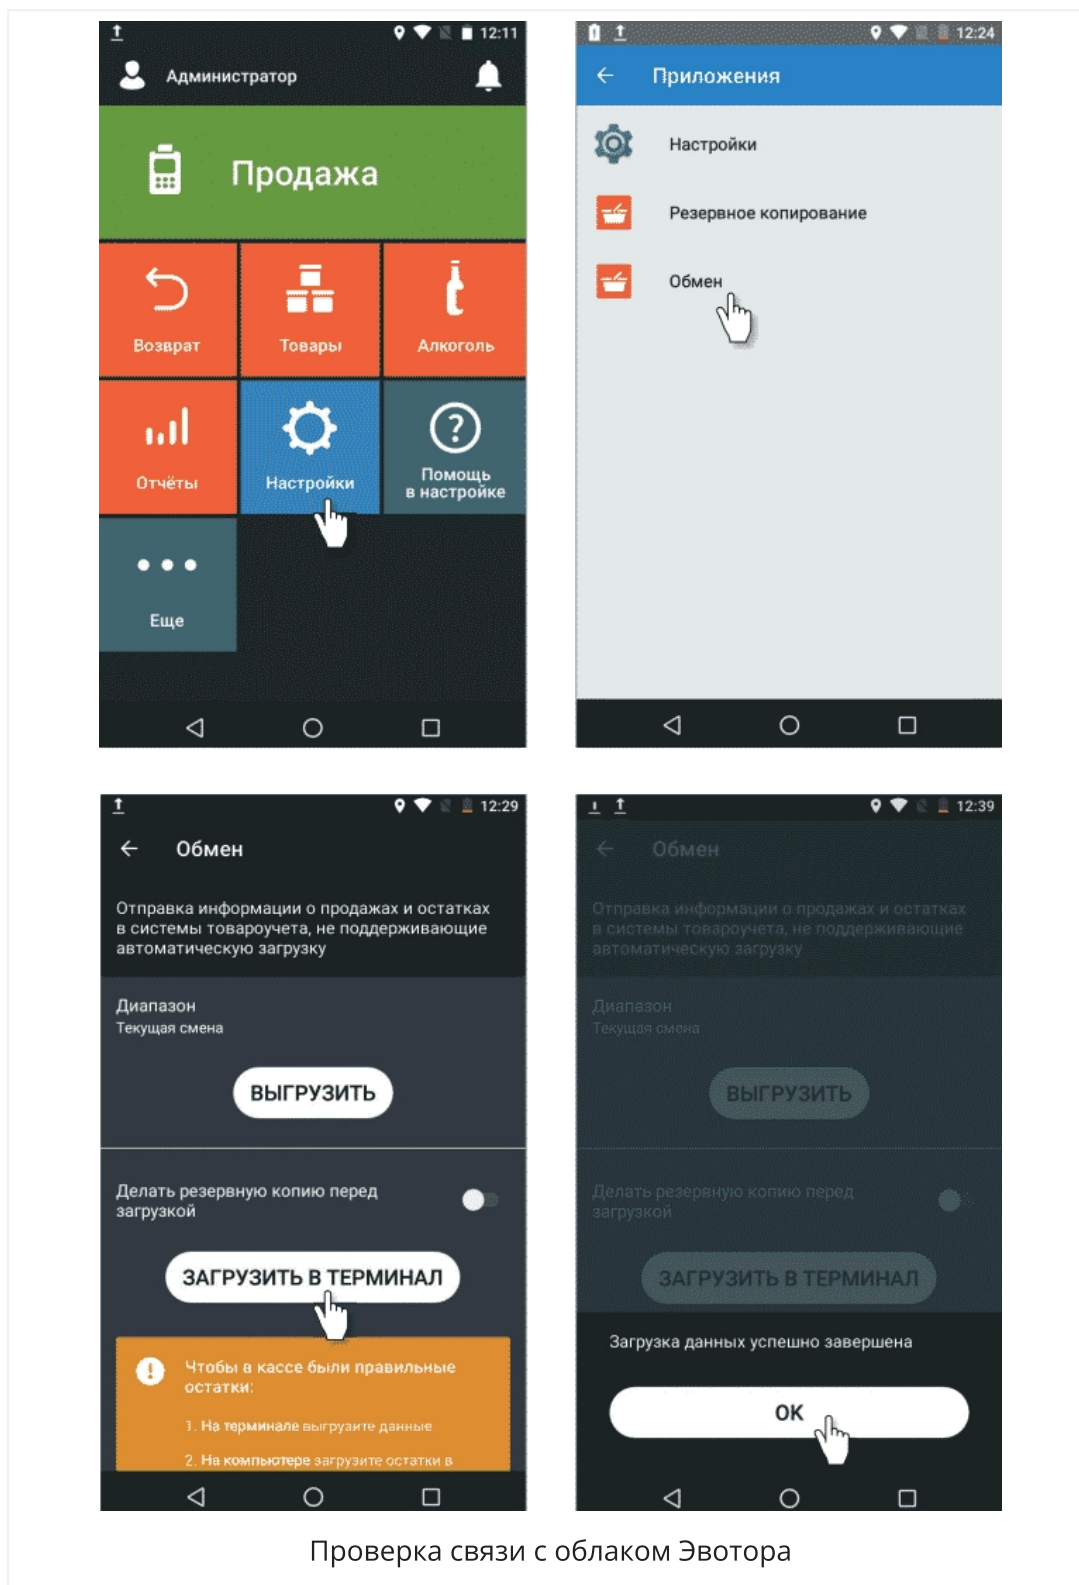 12:11
Администратор
Продажа
Возврат
Товары
Алкоголь
Отчёты
Настройки
Помощь
в настройке
Еще
12:24
Приложения
Настройки
Резервное копирование
Обмен
12:29
Обмен
Отправка информации о продажах и остатках
в системы товароучета, не поддерживающие
автоматическую загрузку
Диапазон
Текущая смена
ВЫГРУЗИТЬ
Делать резервную копию перед
загрузкой
ЗАГРУЗИТЬ В ТЕРМИНАЛ
Чтобы в кассе были правильные
остатки:
1. На терминале выгрузите данные
2. На компьютере загрузите остатки в
12:39
Обмен
Отправка информации о продажах и остатках
в системы товароучета, не поддерживающие
автоматическую загрузку
Диапазон
Текущая смена
ВЫГРУЗИТЬ
Делать резервную копию перед
загрузкой
ЗАГРУЗИТЬ В ТЕРМИНАЛ
Загрузка данных успешно завершена
ОК
Проверка связи с облаком Эвотора